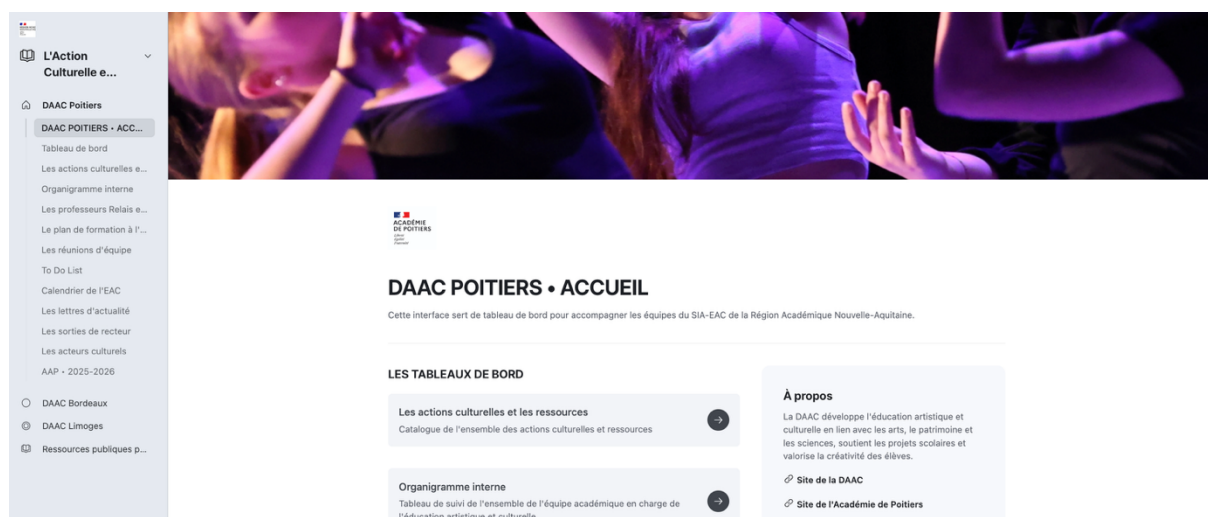 L'Action
Culturelle e...
DAAC Poitiers
DAAC POITIERS • ACC...
Tableau de bord
Les actions culturelles e...
Organigramme interne
Les professeurs Relais e...
Le plan de formation à l'...
Les réunions d'équipe
To Do List
Calendrier de l'EAC
Les lettres d'actualité
Les sorties de recteur
Les acteurs culturels
AAP • 2025-2026
DAAC Bordeaux
DAAC Limoges
Ressources publiques p...
ACADÉMIE
DE POITIERS
DAAC POITIERS • ACCUEIL
Cette interface sert de tableau de bord pour accompagner les équipes du SIA-EAC de la Région Académique Nouvelle-Aquitaine.
LES TABLEAUX DE BORD
Les actions culturelles et les ressources
Catalogue de l'ensemble des actions culturelles et ressources
Organigramme interne
Tableau de suivi de l'ensemble de l'équipe académique en charge de
l'éducation artistique et culturelle
À propos
La DAAC développe l'éducation artistique et
culturelle en lien avec les arts, le patrimoine et
les sciences, soutient les projets scolaires et
valorise la créativité des élèves.
Site de la DAAC
Site de l'Académie de Poitiers